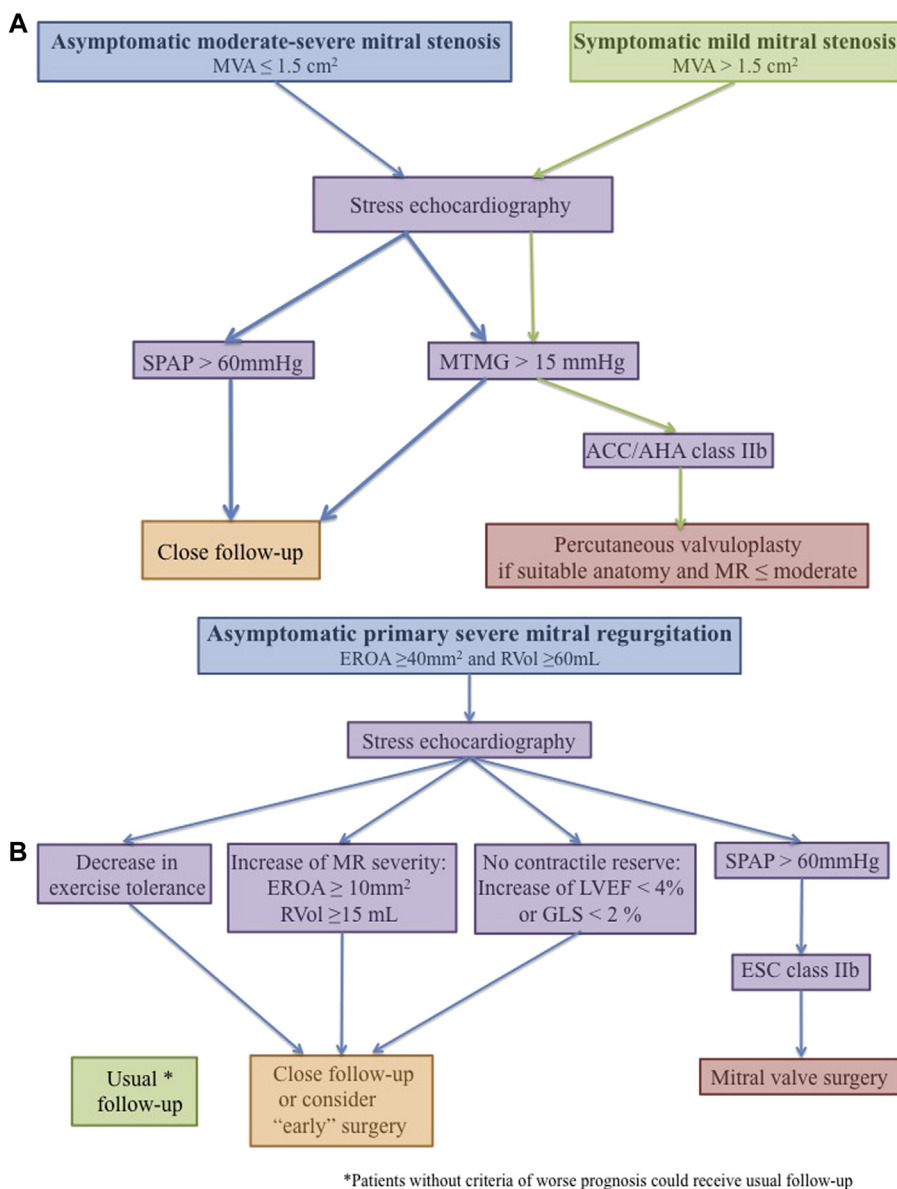 A
Asymptomatic moderate-severe mitral stenosis
MVA ≤ 1.5 cm²
Symptomatic mild mitral stenosis
MVA > 1.5 cm²
Stress echocardiography
SPAP > 60mmHg
MTMG > 15 mmHg
ACC/AHA class IIb
Close follow-up
Percutaneous valvuloplasty
if suitable anatomy and MR ≤ moderate
Asymptomatic primary severe mitral regurgitation
EROA ≥40mm² and RVol ≥60mL
Stress echocardiography
B
Decrease in
exercise tolerance
Increase of MR severity:
EROA ≥ 10mm²
RVol ≥15 mL
No contractile reserve:
Increase of LVEF < 4%
or GLS < 2 %
SPAP > 60mmHg
ESC class IIb
Usual *
follow-up
Close follow-up
or consider
“early” surgery
Mitral valve surgery
*Patients without criteria of worse prognosis could receive usual follow-up